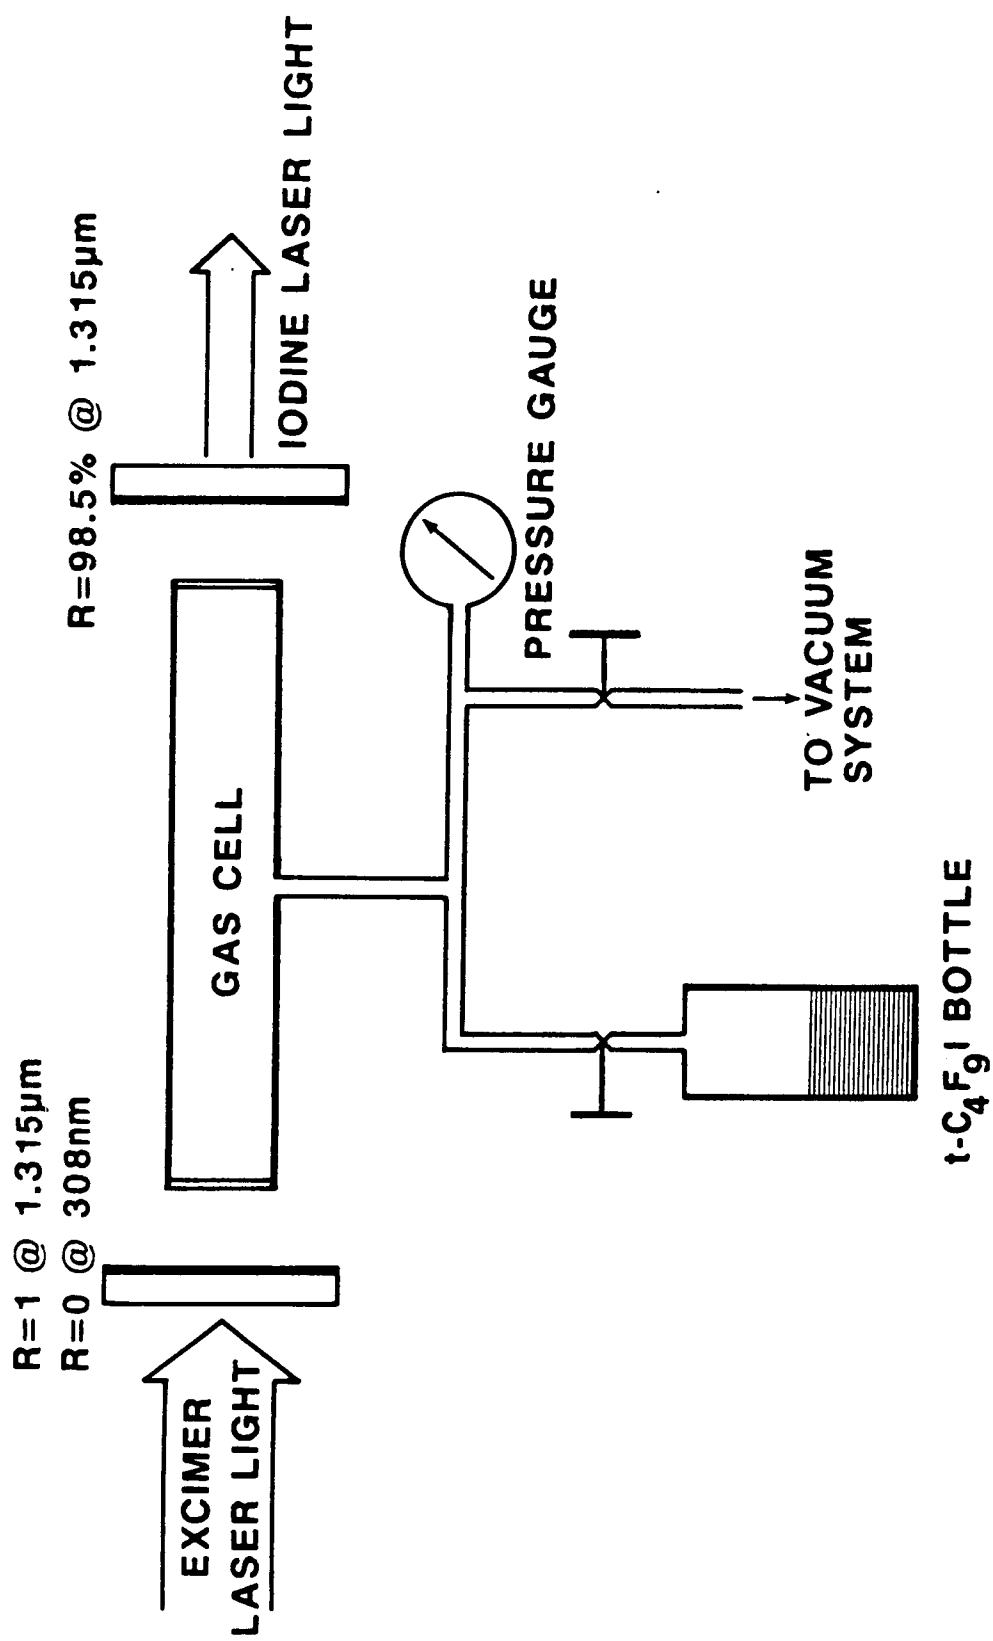 R=1 @ 1.315µm
R=0 @ 308nm
R=98.5% @ 1.315µm
EXCIMER
LASER LIGHT
GAS CELL
IODINE LASER LIGHT
PRESSURE GAUGE
TO VACUUM
SYSTEM
t-C₄F₉I BOTTLE